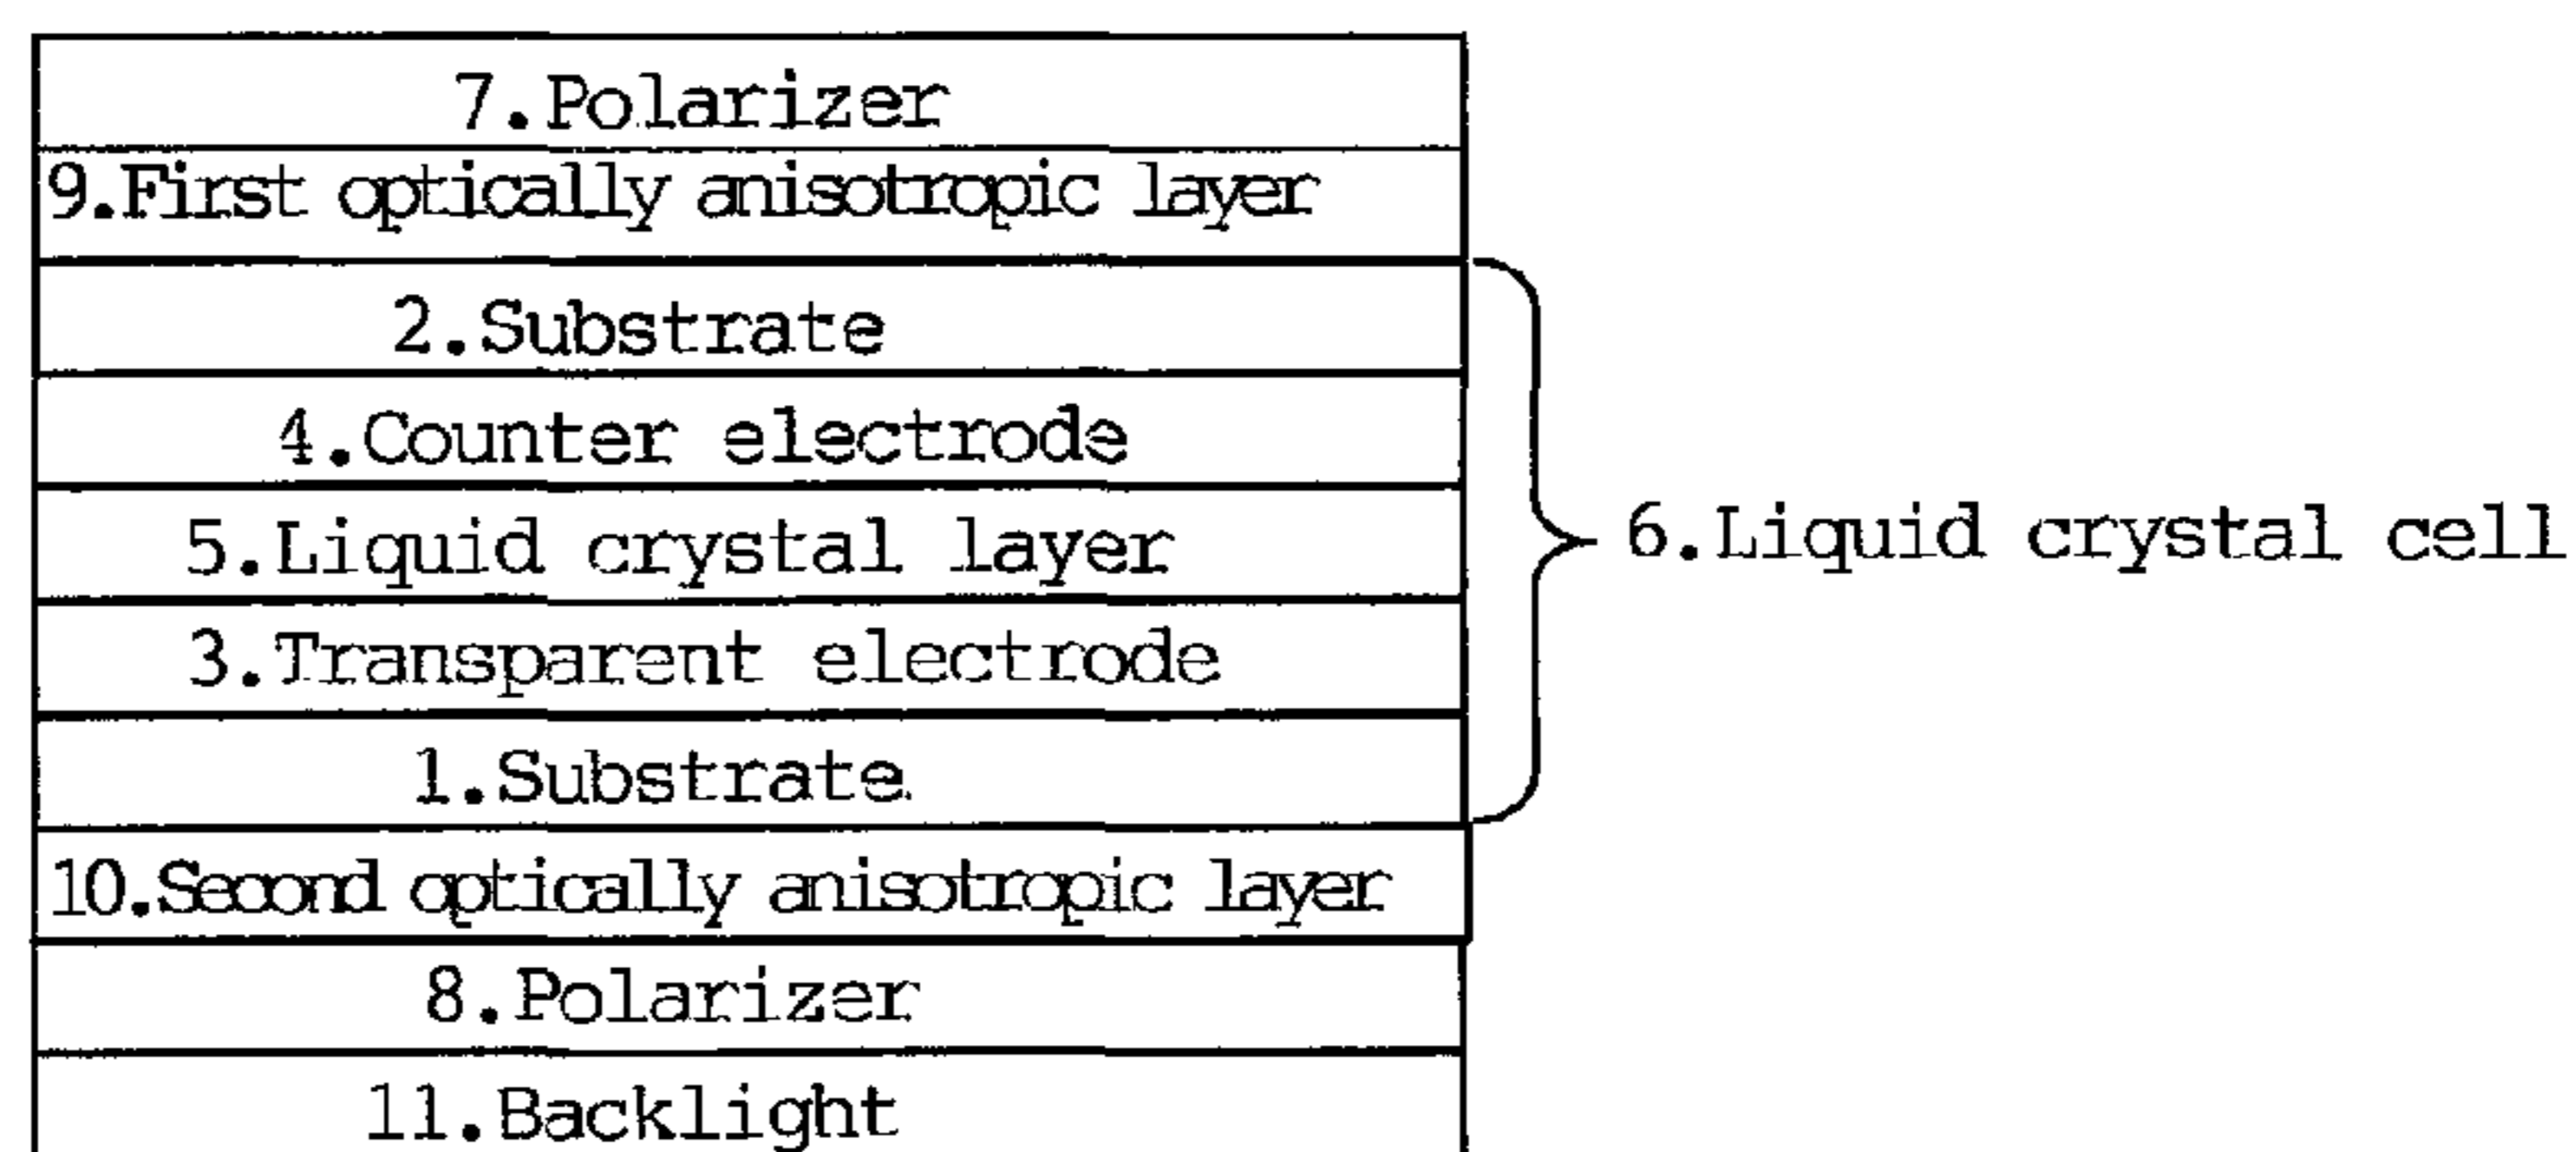 7.Polarizer
9.First optically anisotropic layer
2.Substrate
4.Counter electrode
5.Liquid crystal layer
6.Liquid crystal cell
3.Transparent electrode
1.Substrate
10.Second optically anisotropic layer
8.Polarizer
11.Backlight